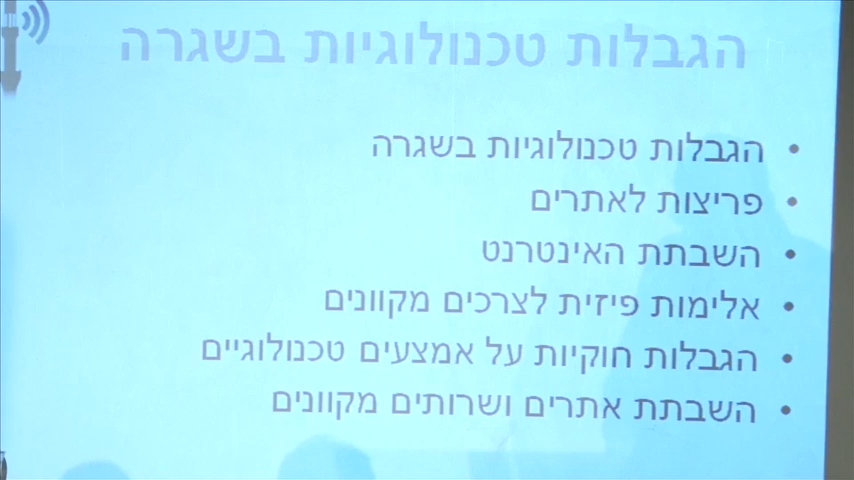 הגבלות טכנולוגיות בשגרה
• הגבלות טכנולוגיות בשגרה
• פריצות לאתרים
• השבתת האינטרנט
• אלימות פיזית לצרכים מקוונים
• הגבלות חוקיות על אמצעים טכנולוגיים
• השבתת אתרים ושרותים מקוונים